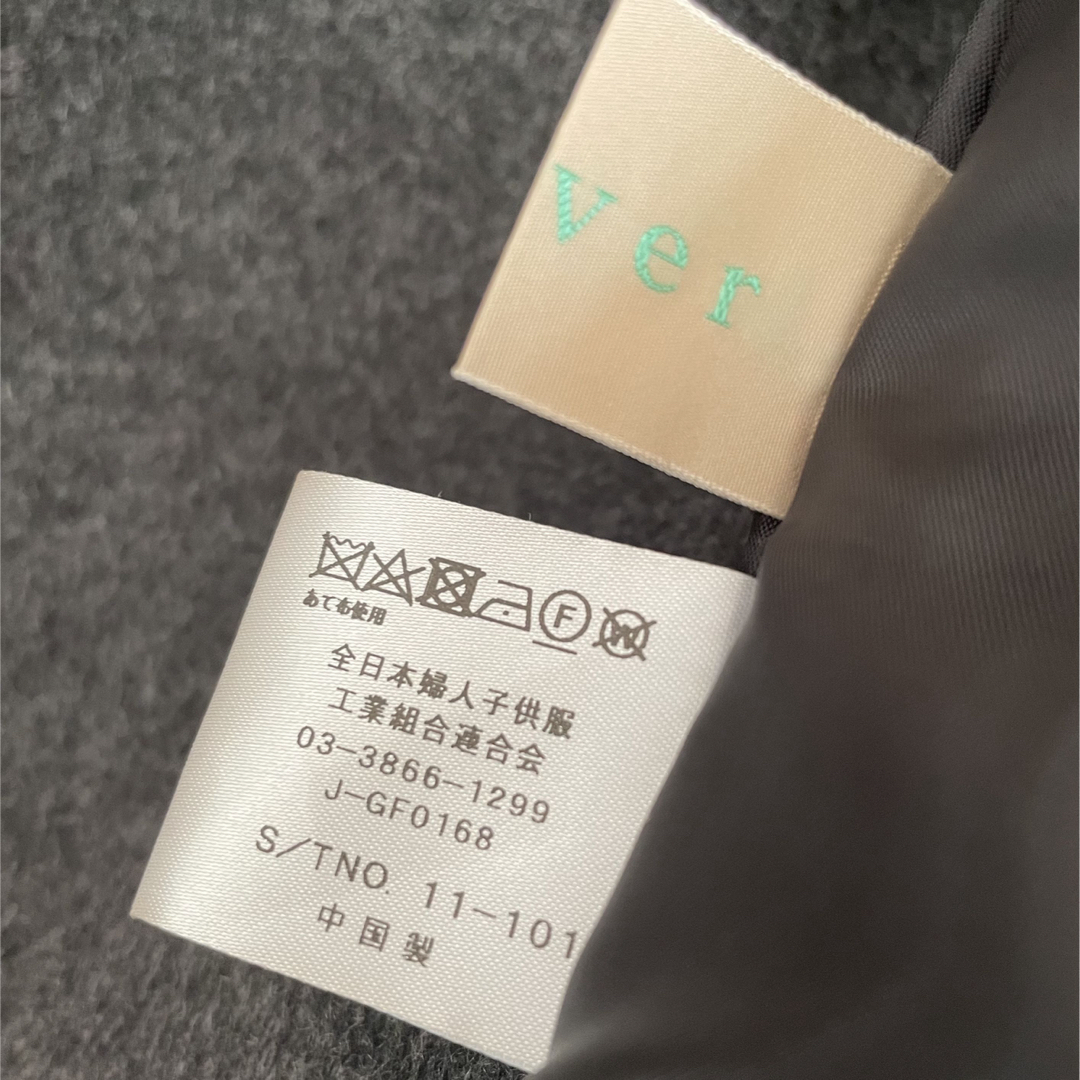 ver
あて布使用
F
W
全日本婦人子供服
工業組合連合会
03-3866-1299
J-GF0168
S/TNO. 11-101
中国製